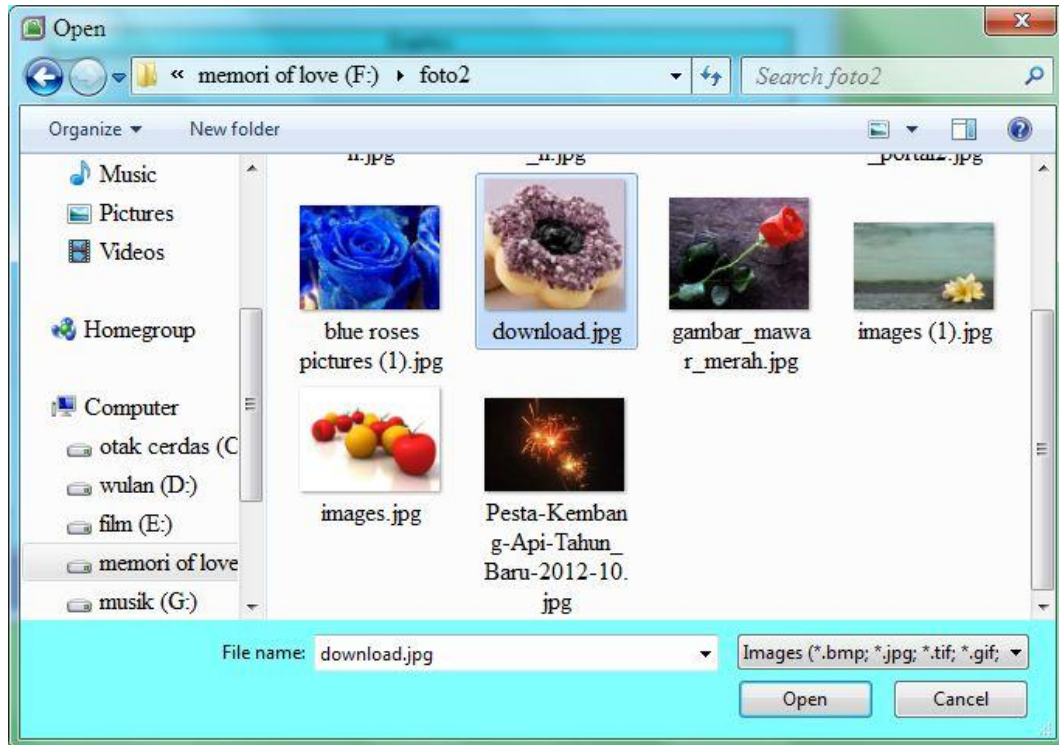 Open
« memori of love (F:) ▸ foto2
Search foto2
Organize
New folder
_portal2.jpg
Music
Pictures
Videos
Homegroup
Computer
otak cerdas (C
wulan (D:)
film (E:)
memori of love
musik (G:)
blue roses
pictures (1).jpg
download.jpg
gambar_mawa
r_merah.jpg
images (1).jpg
images.jpg
Pesta-Kemban
g-Api-Tahun_
Baru-2012-10.
jpg
File name:
download.jpg
Images (*.bmp; *.jpg; *.tif; *.gif;
Open
Cancel